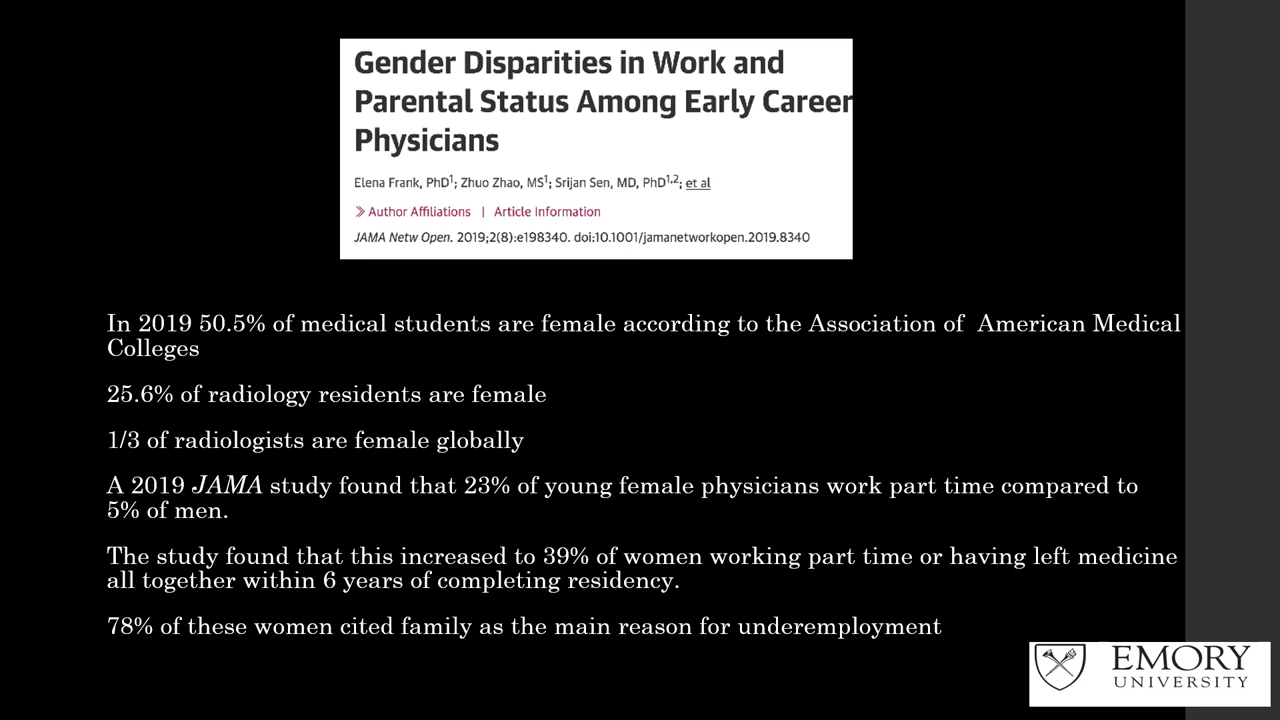 Gender Disparities in Work and
Parental Status Among Early Career
Physicians
Elena Frank, PhD1; Zhuo Zhao, MS1; Srijan Sen, MD, PhD1,2; et al
≫ Author Affiliations | Article Information
JAMA Netw Open. 2019;2(8):e198340. doi:10.1001/jamanetworkopen.2019.8340
In 2019 50.5% of medical students are female according to the Association of American Medical
Colleges
25.6% of radiology residents are female
1/3 of radiologists are female globally
A 2019 JAMA study found that 23% of young female physicians work part time compared to
5% of men.
The study found that this increased to 39% of women working part time or having left medicine
all together within 6 years of completing residency.
78% of these women cited family as the main reason for underemployment
EMORY
UNIVERSITY